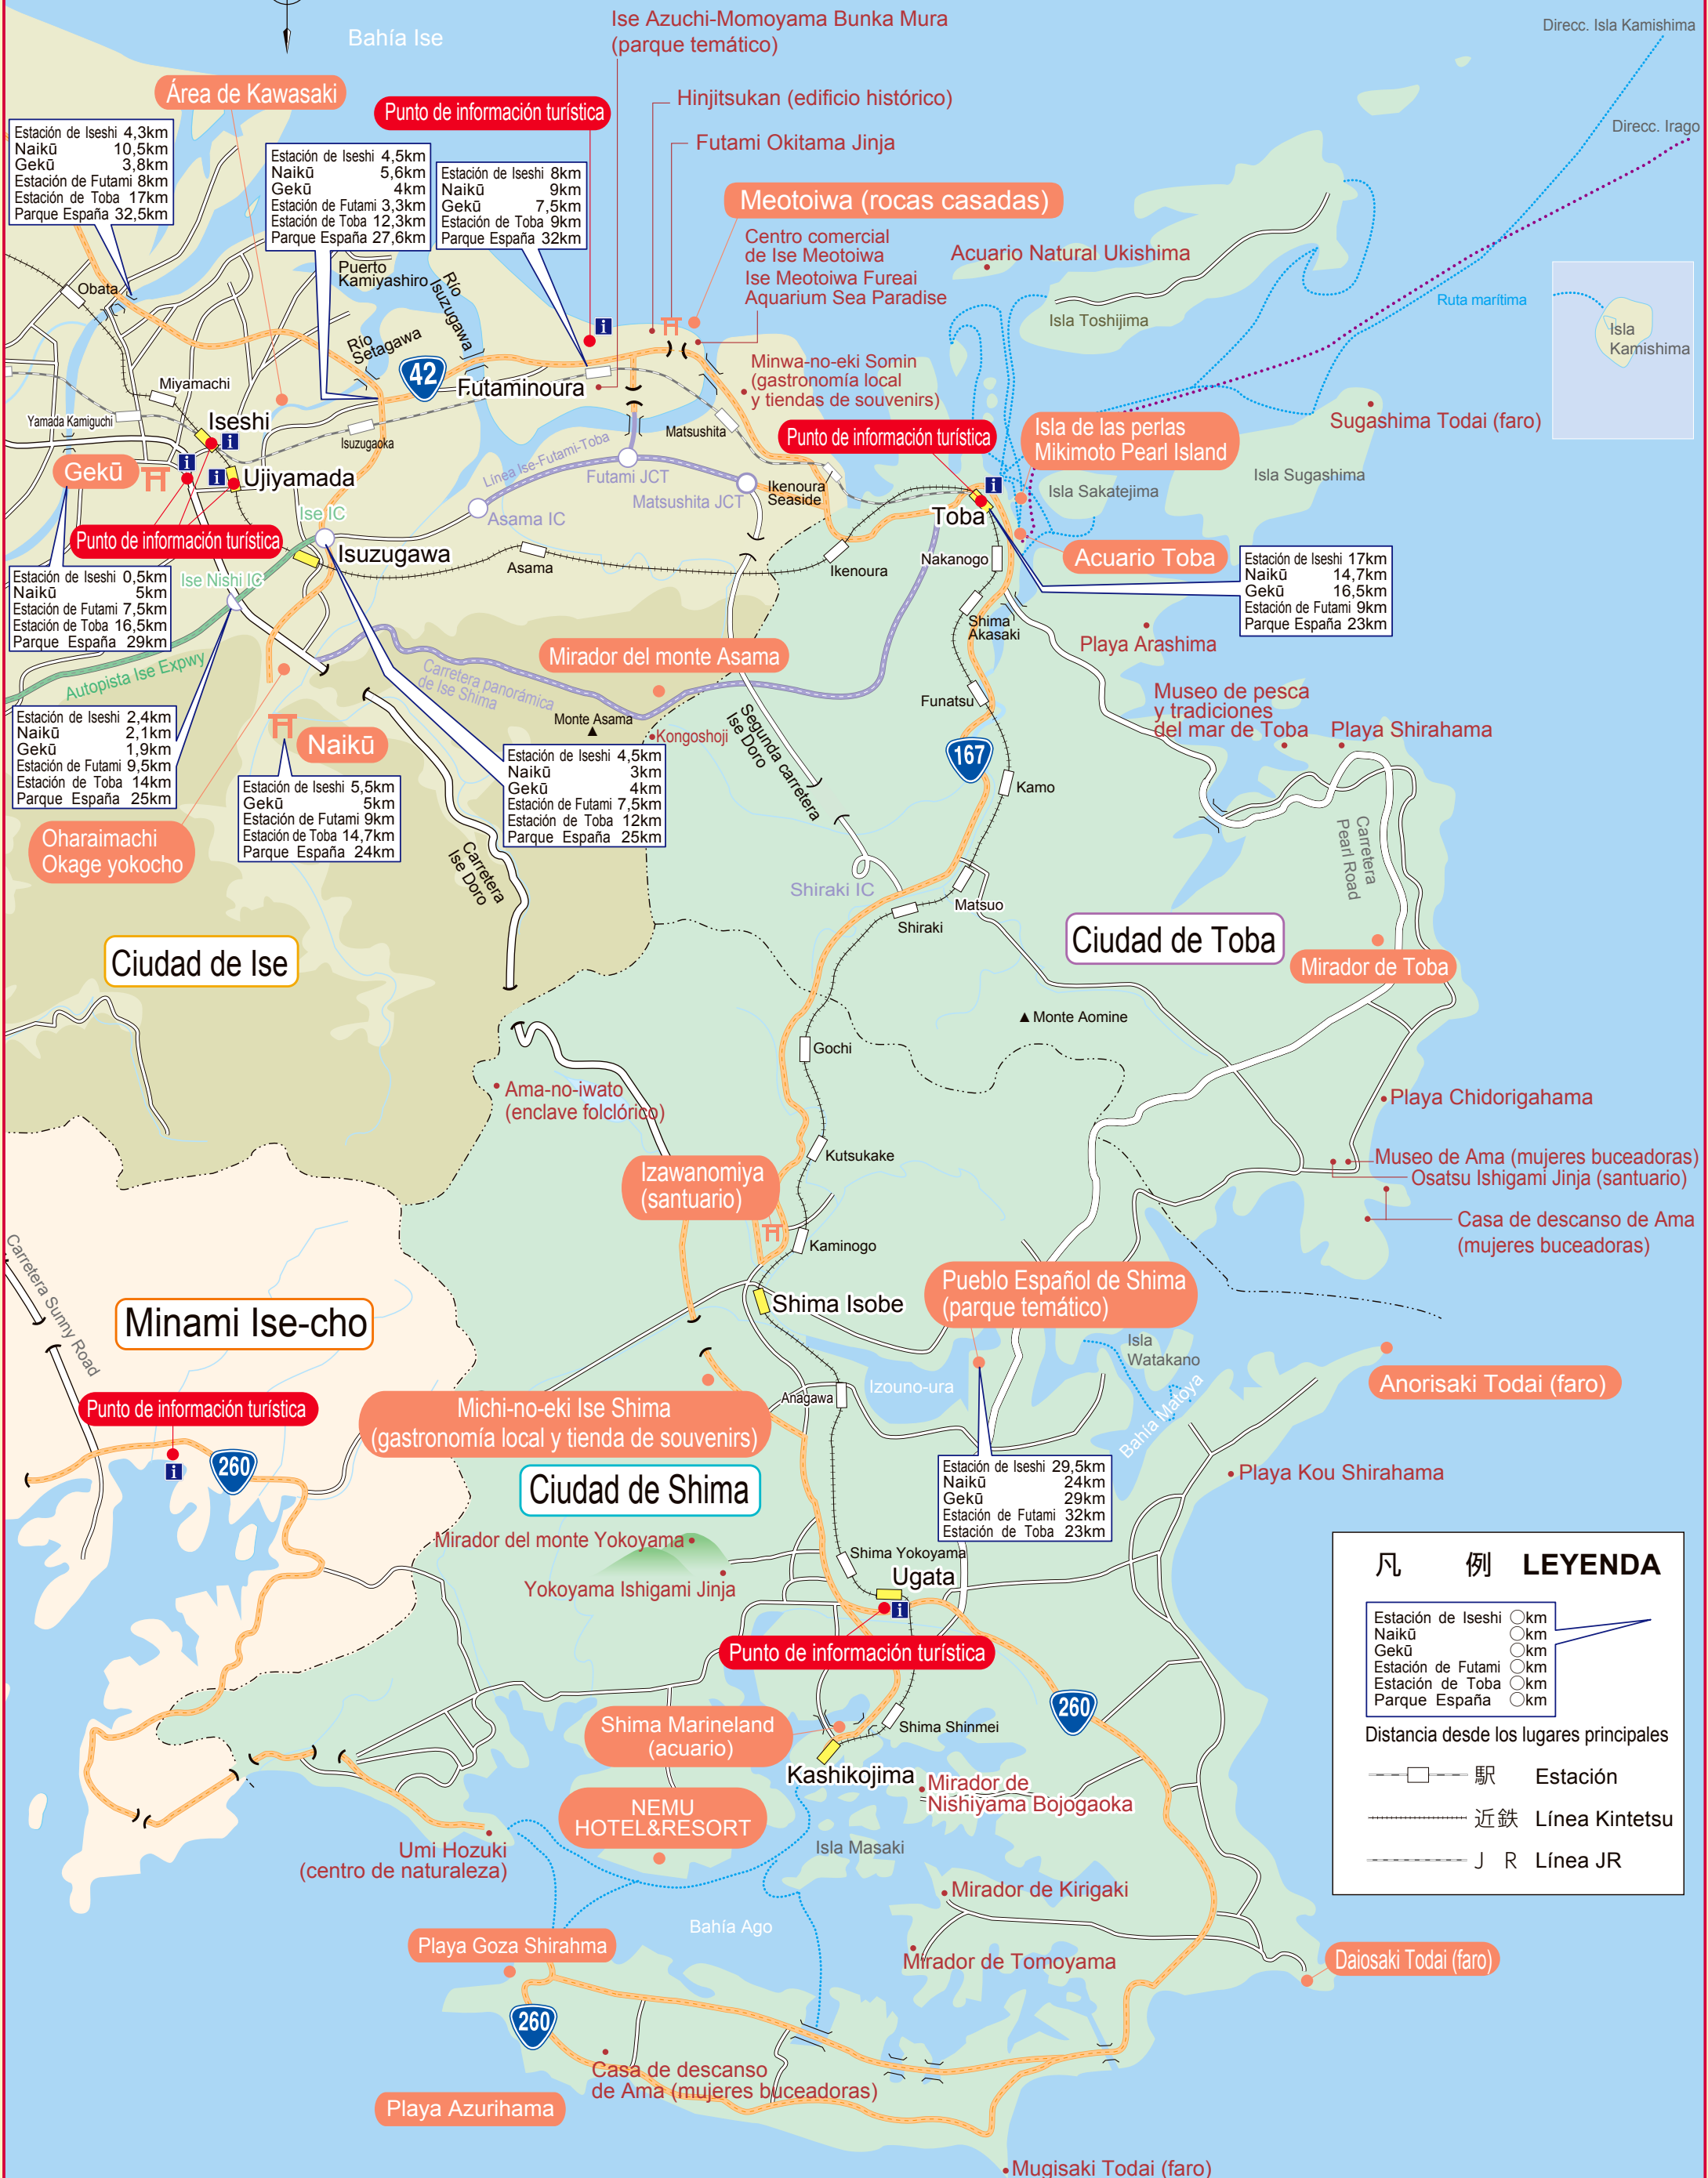 Bahía Ise
Ise Azuchi-Momoyama Bunka Mura
(parque temático)
Direcc. Isla Kamishima
Área de Kawasaki
Punto de información turística
Hinjitsukan (edificio histórico)
Futami Okitama Jinja
Direcc. Irago
Estación de Iseshi 4,3km
Naikū 10,5km
Gekū 3,8km
Estación de Futami 8km
Estación de Toba 17km
Parque España 32,5km
Estación de Iseshi 4,5km
Naikū 5,6km
Gekū 4km
Estación de Futami 3,3km
Estación de Toba 12,3km
Parque España 27,6km
Estación de Iseshi 8km
Naikū 9km
Gekū 7,5km
Estación de Toba 9km
Parque España 32km
Meotoiwa (rocas casadas)
Centro comercial
de Ise Meotoiwa
Ise Meotoiwa Fureai
Aquarium Sea Paradise
Acuario Natural Ukishima
Isla Toshijima
Ruta marítima
Isla
Kamishima
Obata
Puerto
Kamiyashiro
Río
Isuzugawa
Río
Setagawa
i
42
Futaminoura
Minwa-no-eki Somin
(gastronomía local
y tiendas de souvenirs)
Miyamachi
Yamada Kamiguchi
Iseshi
i
Isuzugaoka
Matsushita
Punto de información turística
Isla de las perlas
Mikimoto Pearl Island
Sugashima Todai (faro)
Isla Sugashima
Isla Sakatejima
Gekū
i
i
Ujiyamada
Línea Ise-Futami-Toba
Futami JCT
Matsushita JCT
Ikenoura
Seaside
i
Toba
Ise IC
Asama IC
Punto de información turística
Isuzugawa
Asama
Ikenoura
Nakanogo
Acuario Toba
Estación de Iseshi 0,5km
Naikū 5km
Estación de Futami 7,5km
Estación de Toba 16,5km
Parque España 29km
Ise Nishi IC
Estación de Iseshi 17km
Naikū 14,7km
Gekū 16,5km
Estación de Futami 9km
Parque España 23km
Shima
Akasaki
Playa Arashima
Autopista Ise Expwy
Carretera panorámica
de Ise Shima
Mirador del monte Asama
Funatsu
Museo de pesca
y tradiciones
del mar de Toba
Playa Shirahama
Estación de Iseshi 2,4km
Naikū 2,1km
Gekū 1,9km
Estación de Futami 9,5km
Estación de Toba 14km
Parque España 25km
Naikū
Monte Asama
Kongoshoji
Segunda carretera
Ise Doro
167
Kamo
Estación de Iseshi 5,5km
Gekū 5km
Estación de Futami 9km
Estación de Toba 14,7km
Parque España 24km
Estación de Iseshi 4,5km
Naikū 3km
Gekū 4km
Estación de Futami 7,5km
Estación de Toba 12km
Parque España 25km
Oharaimachi
Okage yokocho
Carretera
Ise Doro
Carretera
Pearl Road
Shiraki IC
Matsuo
Shiraki
Ciudad de Ise
Ciudad de Toba
Mirador de Toba
Monte Aomine
Gochi
Ama-no-iwato
(enclave folclórico)
Playa Chidorigahama
Kutsukake
Izawanomiya
(santuario)
Museo de Ama (mujeres buceadoras)
Osatsu Ishigami Jinja (santuario)
Casa de descanso de Ama
(mujeres buceadoras)
Kaminogo
Carretera Sunny Road
Minami Ise-cho
Shima Isobe
Pueblo Español de Shima
(parque temático)
Isla
Watakano
Anorisaki Todai (faro)
Izouno-ura
Bahía Matoya
Punto de información turística
i
260
Michi-no-eki Ise Shima
(gastronomía local y tienda de souvenirs)
Anagawa
Ciudad de Shima
Estación de Iseshi 29,5km
Naikū 24km
Gekū 29km
Estación de Futami 32km
Estación de Toba 23km
Playa Kou Shirahama
Mirador del monte Yokoyama
Yokoyama Ishigami Jinja
Shima Yokoyama
Ugata
i
Punto de información turística
凡 例 LEYENDA
Estación de Iseshi ○km
Naikū ○km
Gekū ○km
Estación de Futami ○km
Estación de Toba ○km
Parque España ○km
Distancia desde los lugares principales
駅 Estación
近鉄 Línea Kintetsu
J R Línea JR
260
Shima Marineland
(acuario)
Shima Shinmei
Kashikojima
Mirador de
Nishiyama Bojogaoka
NEMU
HOTEL&RESORT
Umi Hozuki
(centro de naturaleza)
Isla Masaki
Mirador de Kirigaki
Bahía Ago
Playa Goza Shirahma
Mirador de Tomoyama
Daiosaki Todai (faro)
260
Casa de descanso
de Ama (mujeres buceadoras)
Playa Azurihama
Mugisaki Todai (faro)